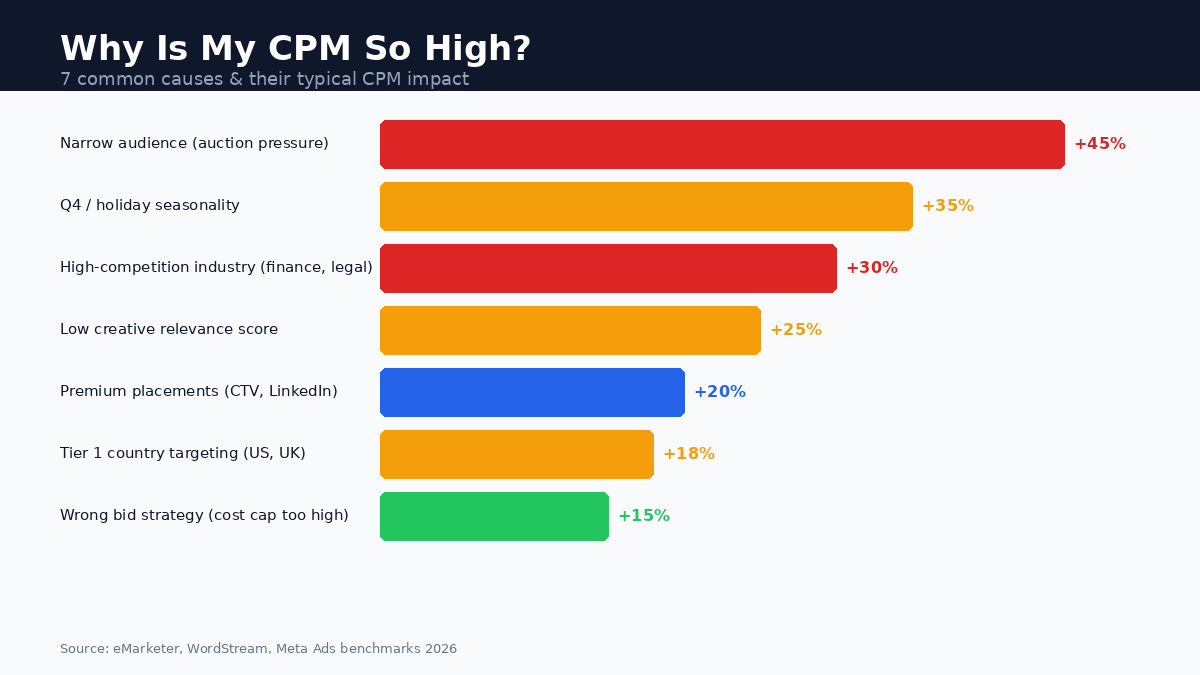 Why Is My CPM So High?
7 common causes & their typical CPM impact
Narrow audience (auction pressure) +45%
Q4 / holiday seasonality +35%
High-competition industry (finance, legal) +30%
Low creative relevance score +25%
Premium placements (CTV, LinkedIn) +20%
Tier 1 country targeting (US, UK) +18%
Wrong bid strategy (cost cap too high) +15%
Source: eMarketer, WordStream, Meta Ads benchmarks 2026